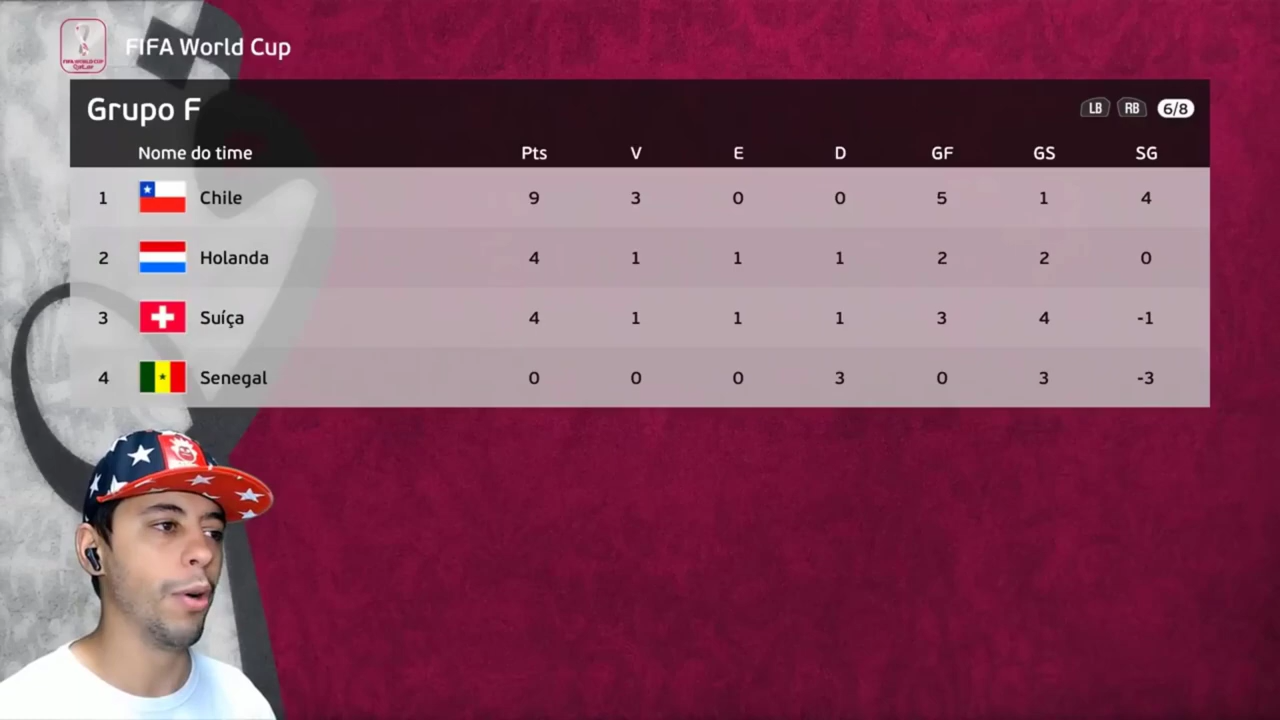 FIFA World Cup
Grupo F
LB RB 6/8
Nome do time Pts V E D GF GS SG
1 Chile 9 3 0 0 5 1 4
2 Holanda 4 1 1 1 2 2 0
3 Suíça 4 1 1 1 3 4 -1
4 Senegal 0 0 0 3 0 3 -3